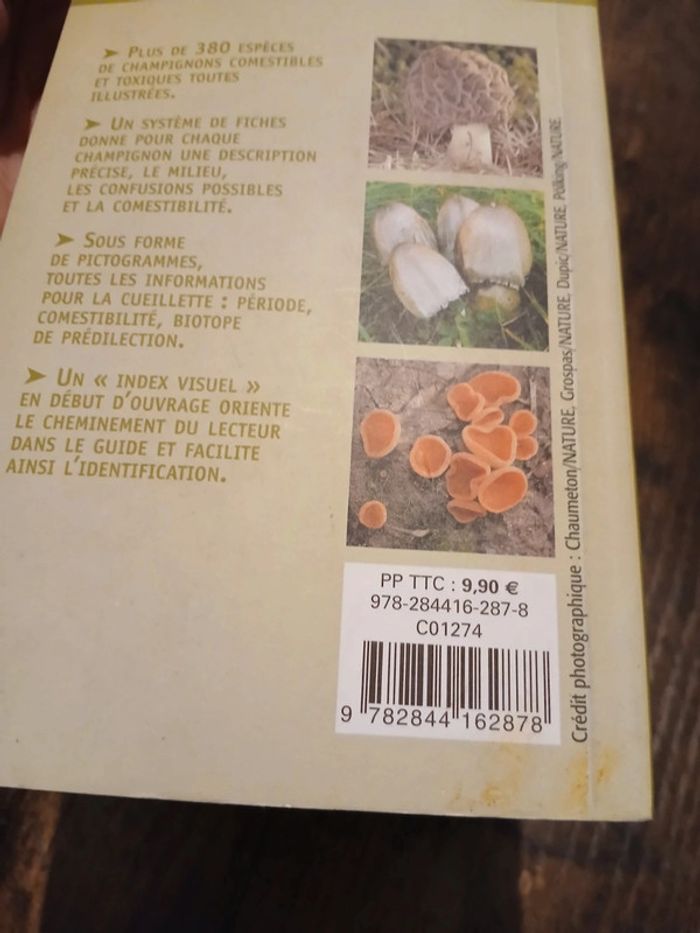 ➤ PLUS DE 380 ESPÈCES
DE CHAMPIGNONS COMESTIBLES
ET TOXIQUES TOUTES
ILLUSTRÉES.
➤ UN SYSTÈME DE FICHES
DONNE POUR CHAQUE
CHAMPIGNON UNE DESCRIPTION
PRÉCISE, LE MILIEU,
LES CONFUSIONS POSSIBLES
ET LA COMESTIBILITÉ.
➤ SOUS FORME
DE PICTOGRAMMES,
TOUTES LES INFORMATIONS
POUR LA CUEILLETTE : PÉRIODE,
COMESTIBILITÉ, BIOTOPE
DE PRÉDILECTION.
➤ UN « INDEX VISUEL »
EN DÉBUT D'OUVRAGE ORIENTE
LE CHEMINEMENT DU LECTEUR
DANS LE GUIDE ET FACILITE
AINSI L'IDENTIFICATION.
PP TTC : 9,90 €
978-284416-287-8
C01274
9 782844 162878
Crédit photographique : Chaumeton/NATURE, Grospas/NATURE, Dupic/NATURE, Pölking/NATURE